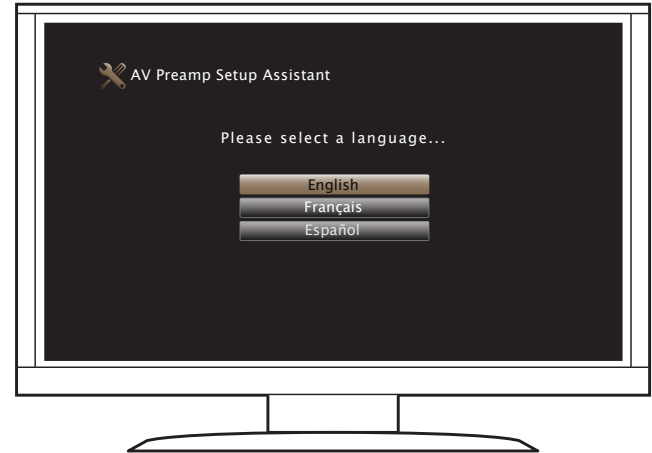 AV Preamp Setup Assistant
Please select a language...
English
Français
Español